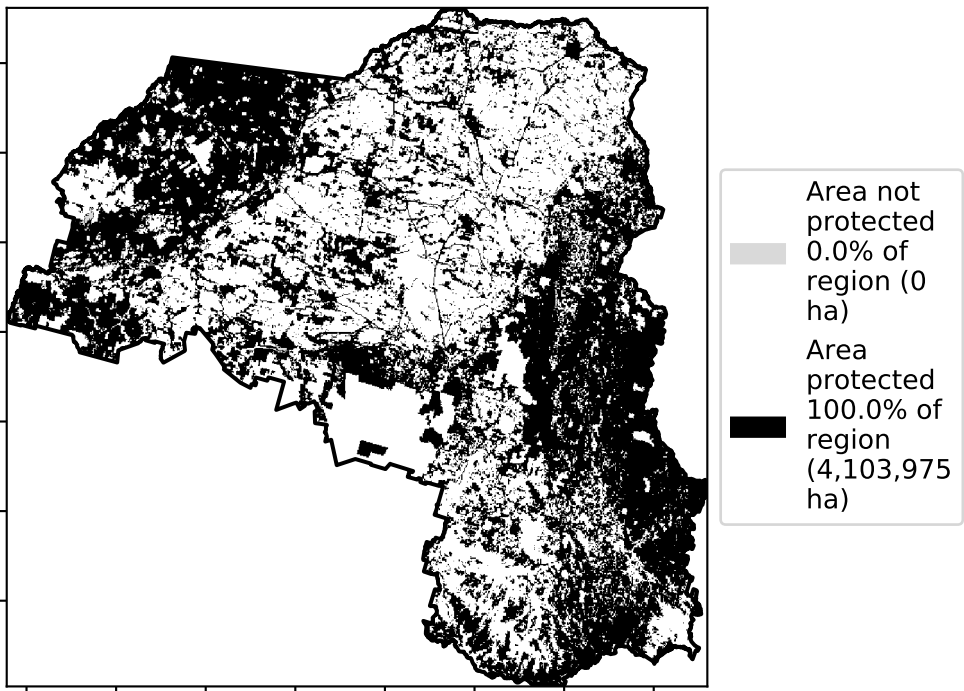 Area not
protected
0.0% of
region (0
ha)
Area
protected
100.0% of
region
(4,103,975
ha)